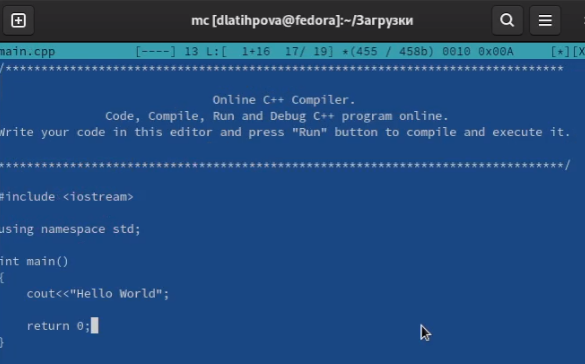 mc [dlatihpova@fedora]:~/Загрузки
main.cpp [----] 13 L:[ 1+16 17/ 19] *(455 / 458b) 0010 0x00A [*][X
/******************************************************************************
Online C++ Compiler.
Code, Compile, Run and Debug C++ program online.
Write your code in this editor and press "Run" button to compile and execute it.
*******************************************************************************/
#include <iostream>
using namespace std;
int main()
{
cout<<"Hello World";
return 0;
}